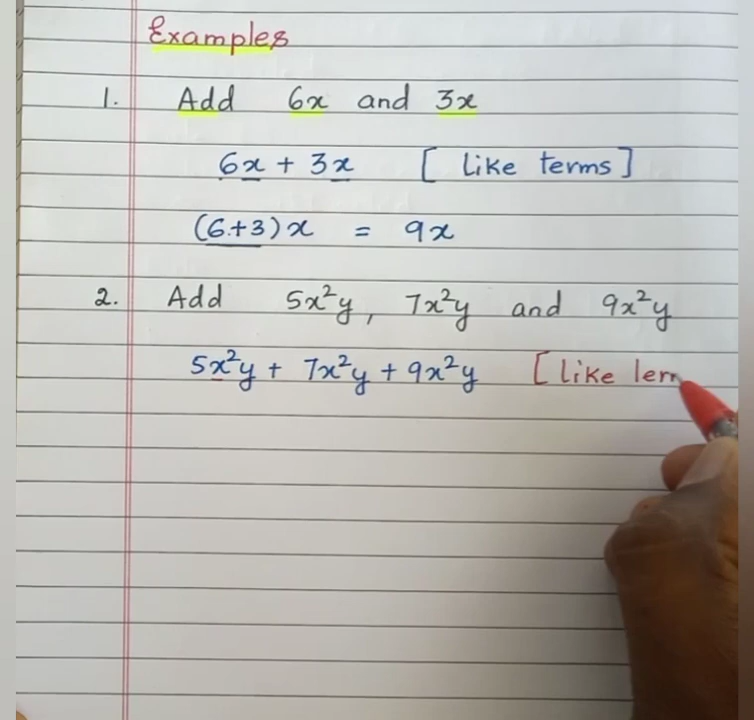 Examples
1. Add 6x and 3x
6x + 3x [ like terms ]
(6+3)x = 9x
2. Add 5x²y, 7x²y and 9x²y
5x²y + 7x²y + 9x²y [ like